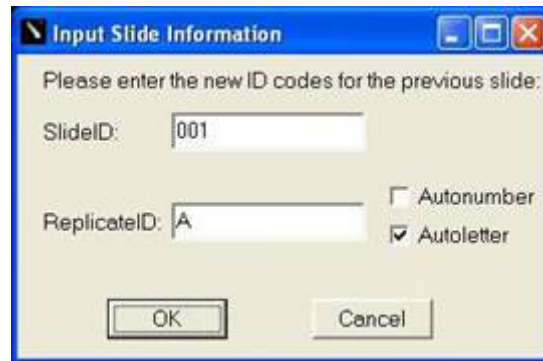 Input Slide Information
Please enter the new ID codes for the previous slide:
SlideID: 001
Autonumber
ReplicateID: A
Autoletter
OK Cancel